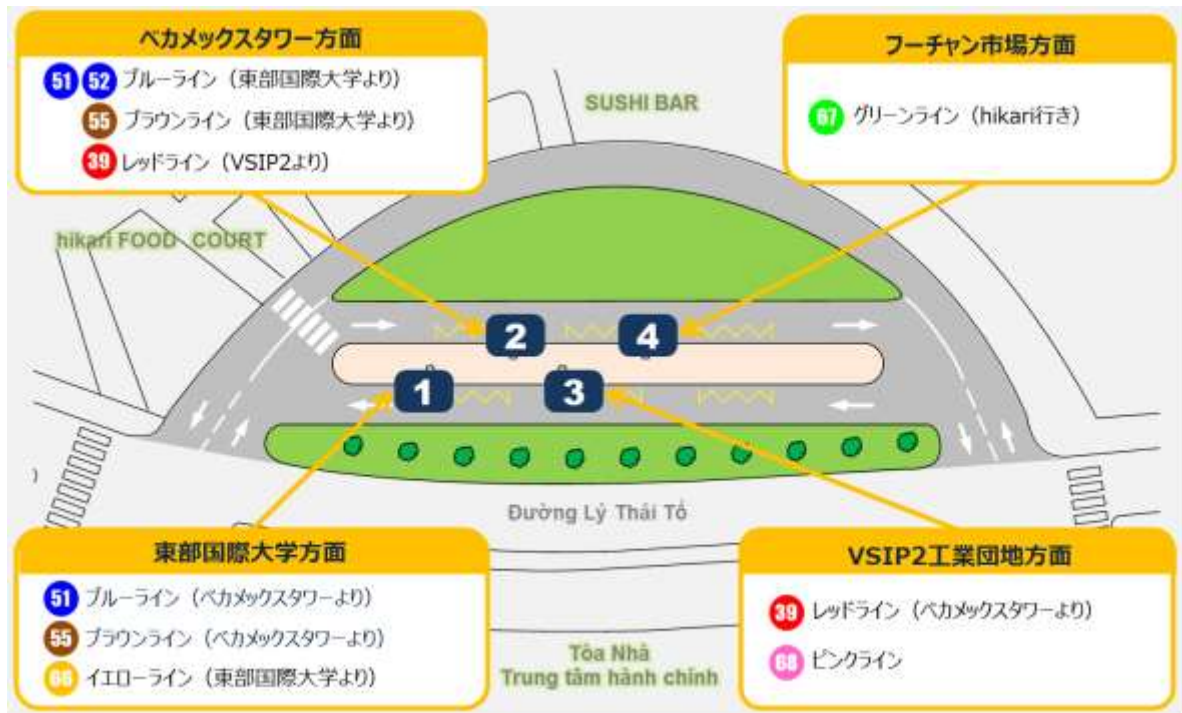 ベカメックスタワー方面
51 52 ブルーライン（東部国際大学より）
55 ブラウンライン（東部国際大学より）
39 レッドライン（VSIP2より）
フーチャン市場方面
67 グリーンライン（hikari行き）
SUSHI BAR
hikari FOOD COURT
2
4
1
3
Đường Lý Thái Tổ
東部国際大学方面
51 ブルーライン（ベカメックスタワーより）
55 ブラウンライン（ベカメックスタワーより）
66 イエローライン（東部国際大学より）
VSIP2工業団地方面
39 レッドライン（ベカメックスタワーより）
68 ピンクライン
Tòa Nhà
Trung tâm hành chính